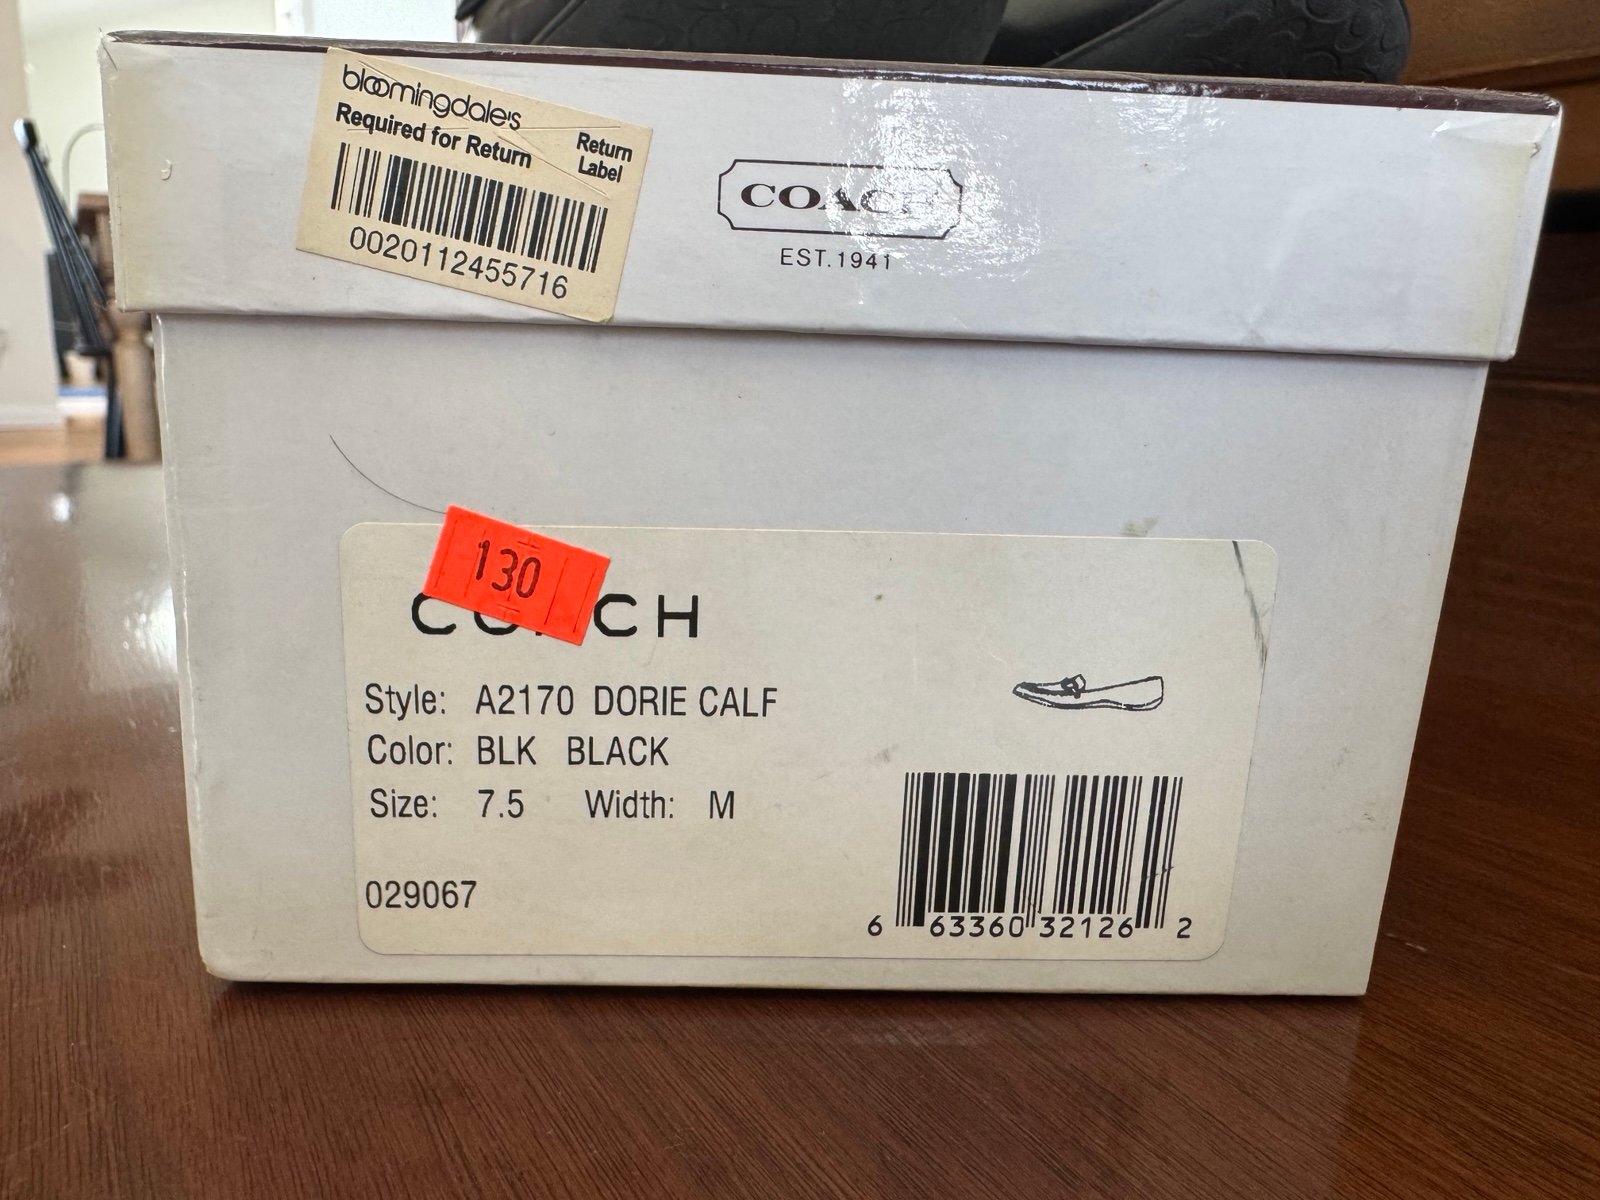 bloomingdale's
Required for Return
Return
Label
0020112455716
COACH
EST.1941
130
COACH
Style: A2170 DORIE CALF
Color: BLK BLACK
Size: 7.5 Width: M
029067
6 63360 32126 2